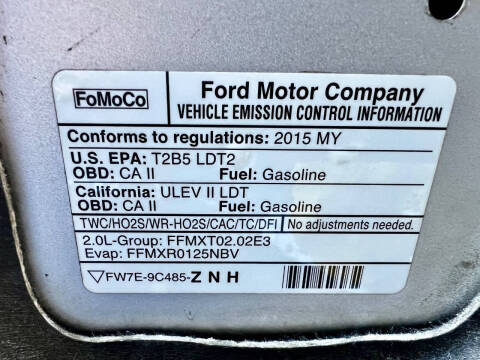 FoMoCo
Ford Motor Company
VEHICLE EMISSION CONTROL INFORMATION
Conforms to regulations: 2015 MY
U.S. EPA: T2B5 LDT2
OBD: CA II Fuel: Gasoline
California: ULEV II LDT
OBD: CA II Fuel: Gasoline
TWC/HO2S/WR-HO2S/CAC/TC/DFI No adjustments needed.
2.0L-Group: FFMXT02.02E3
Evap: FFMXR0125NBV
FW7E-9C485-Z N H